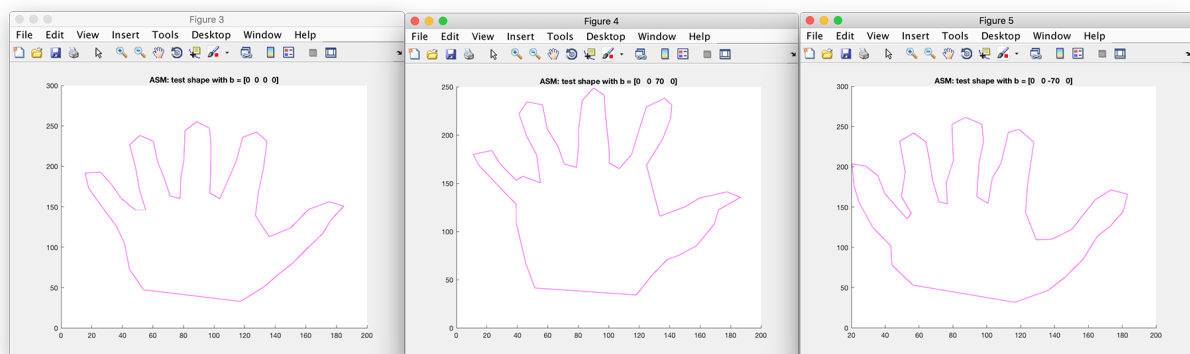 Figure 3
File Edit View Insert Tools Desktop Window Help
ASM: test shape with b = [0 0 0 0]
300
250
200
150
100
50
0
0 20 40 60 80 100 120 140 160 180 200
Figure 4
File Edit View Insert Tools Desktop Window Help
ASM: test shape with b = [0 0 70 0]
250
200
150
100
50
0
0 20 40 60 80 100 120 140 160 180 200
Figure 5
File Edit View Insert Tools Desktop Window Help
ASM: test shape with b = [0 0 -70 0]
300
250
200
150
100
50
0
20 40 60 80 100 120 140 160 180 200